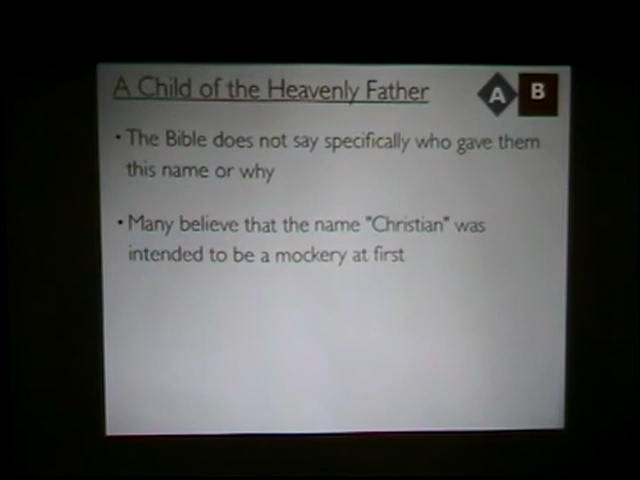 A Child of the Heavenly Father
A B
• The Bible does not say specifically who gave them
this name or why
• Many believe that the name "Christian" was
intended to be a mockery at first